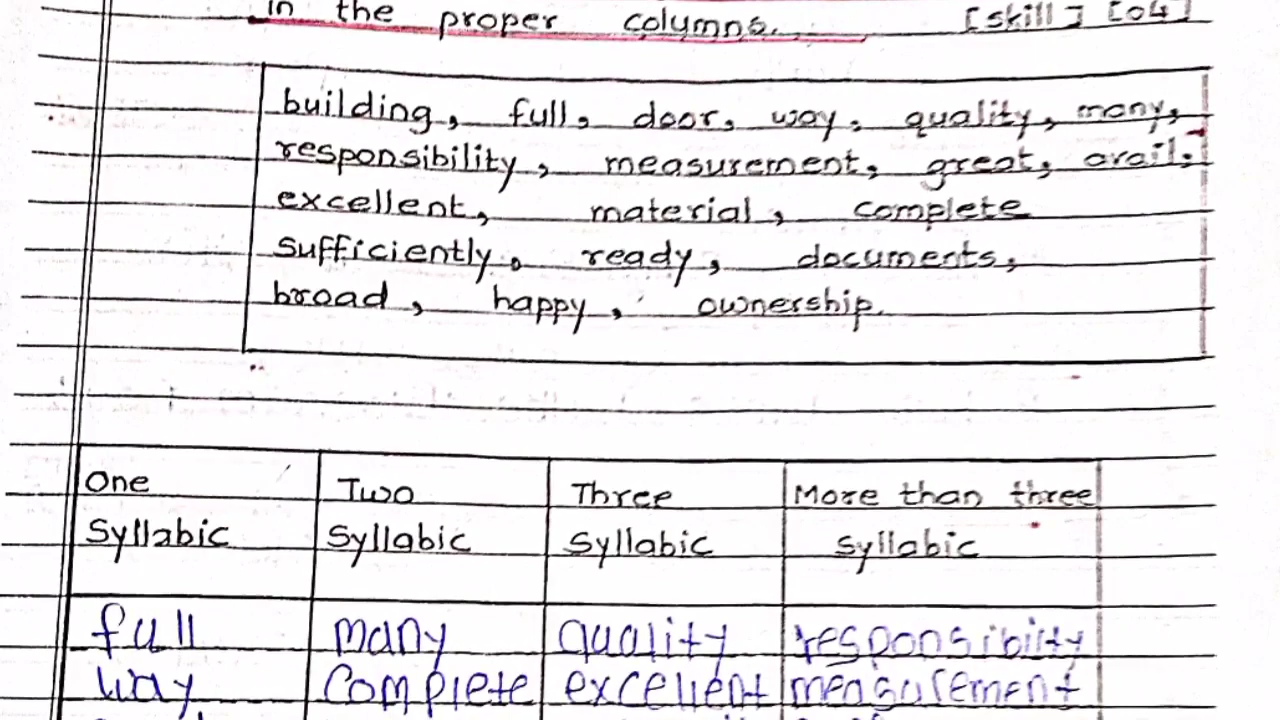 in the proper columns. [skill] [04]
building, full, door, way, quality, many,
responsibility, measurement, great, avail,
excellent, material, complete
sufficiently, ready, documents,
broad, happy, ownership.
One Two Three More than three
Syllabic Syllabic Syllabic syllabic
full many quality responsibilty
way complete excellent measurement